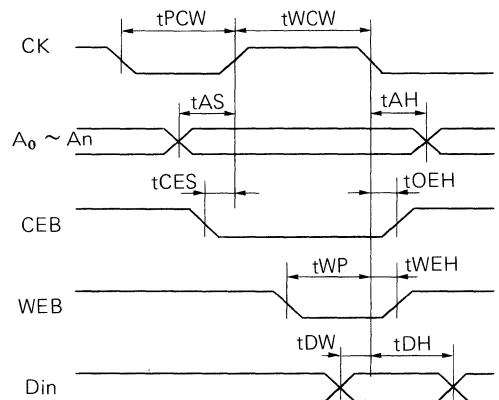 tPCW tWCW
CK
tAS tAH
A₀ ~ An
tCES tOEH
CEB
tWP tWEH
WEB
tDW tDH
Din